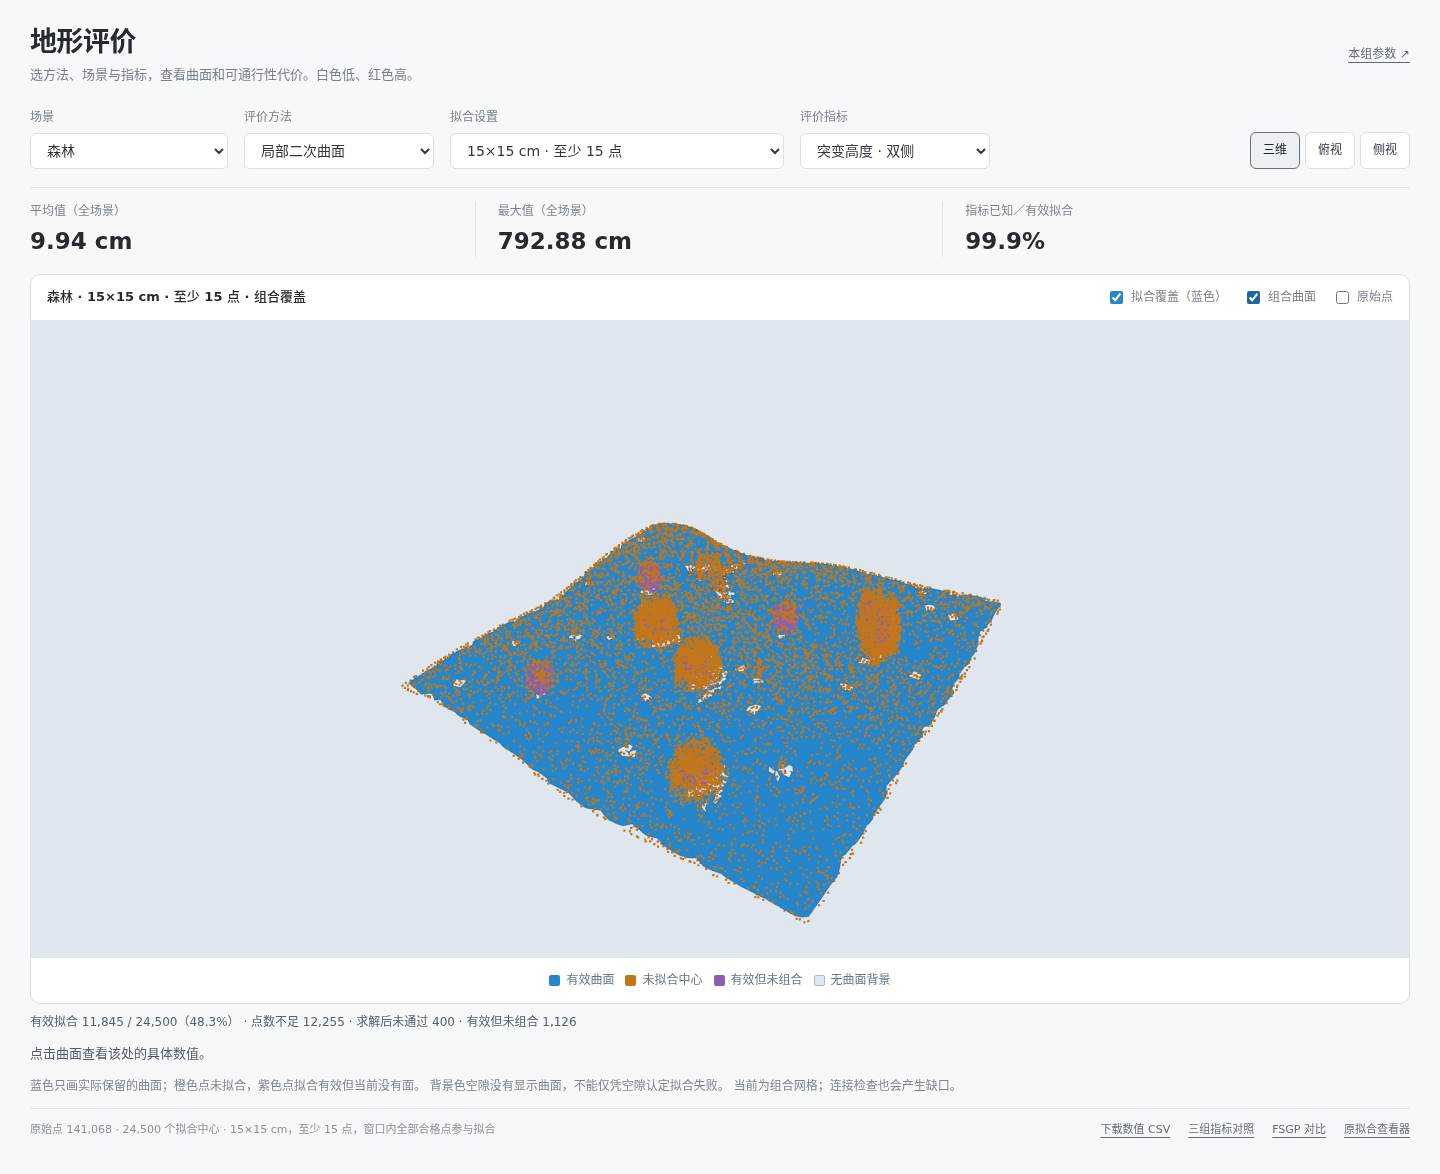 地形评价
选方法、场景与指标，查看曲面和可通行性代价。白色低、红色高。
本组参数 ↗
场景
评价方法
拟合设置
评价指标
森林
局部二次曲面
15×15 cm · 至少 15 点
突变高度 · 双侧
三维
俯视
侧视
平均值（全场景）
最大值（全场景）
指标已知／有效拟合
9.94 cm
792.88 cm
99.9%
森林 · 15×15 cm · 至少 15 点 · 组合覆盖
拟合覆盖（蓝色）
组合曲面
原始点
有效曲面
未拟合中心
有效但未组合
无曲面背景
有效拟合 11,845 / 24,500（48.3%） · 点数不足 12,255 · 求解后未通过 400 · 有效但未组合 1,126
点击曲面查看该处的具体数值。
蓝色只画实际保留的曲面；橙色点未拟合，紫色点拟合有效但当前没有面。 背景色空隙没有显示曲面，不能仅凭空隙认定拟合失败。 当前为组合网格；连接检查也会产生缺口。
原始点 141,068 · 24,500 个拟合中心 · 15×15 cm，至少 15 点，窗口内全部合格点参与拟合
下载数值 CSV
三组指标对照
FSGP 对比
原拟合查看器